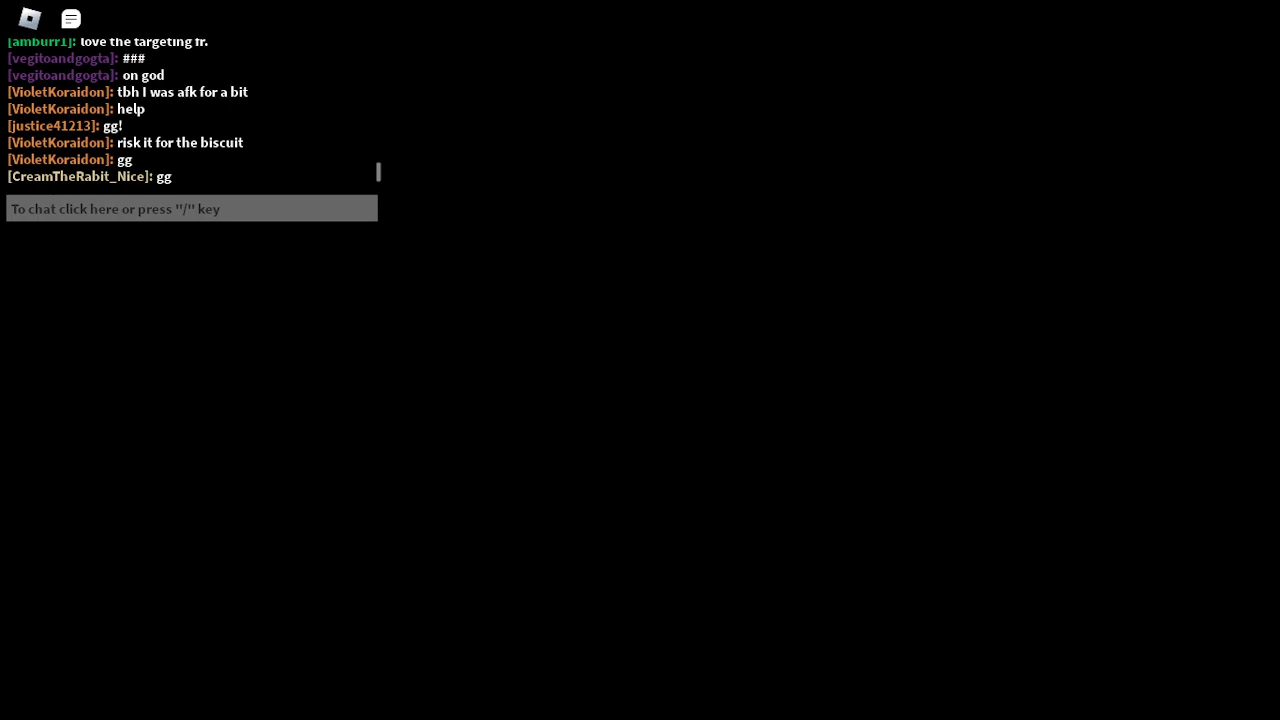 [amburr1]: love the targeting fr.
[vegitoandgogta]: ###
[vegitoandgogta]: on god
[VioletKoraidon]: tbh I was afk for a bit
[VioletKoraidon]: help
[justice41213]: gg!
[VioletKoraidon]: risk it for the biscuit
[VioletKoraidon]: gg
[CreamTheRabit_Nice]: gg
To chat click here or press "/" key